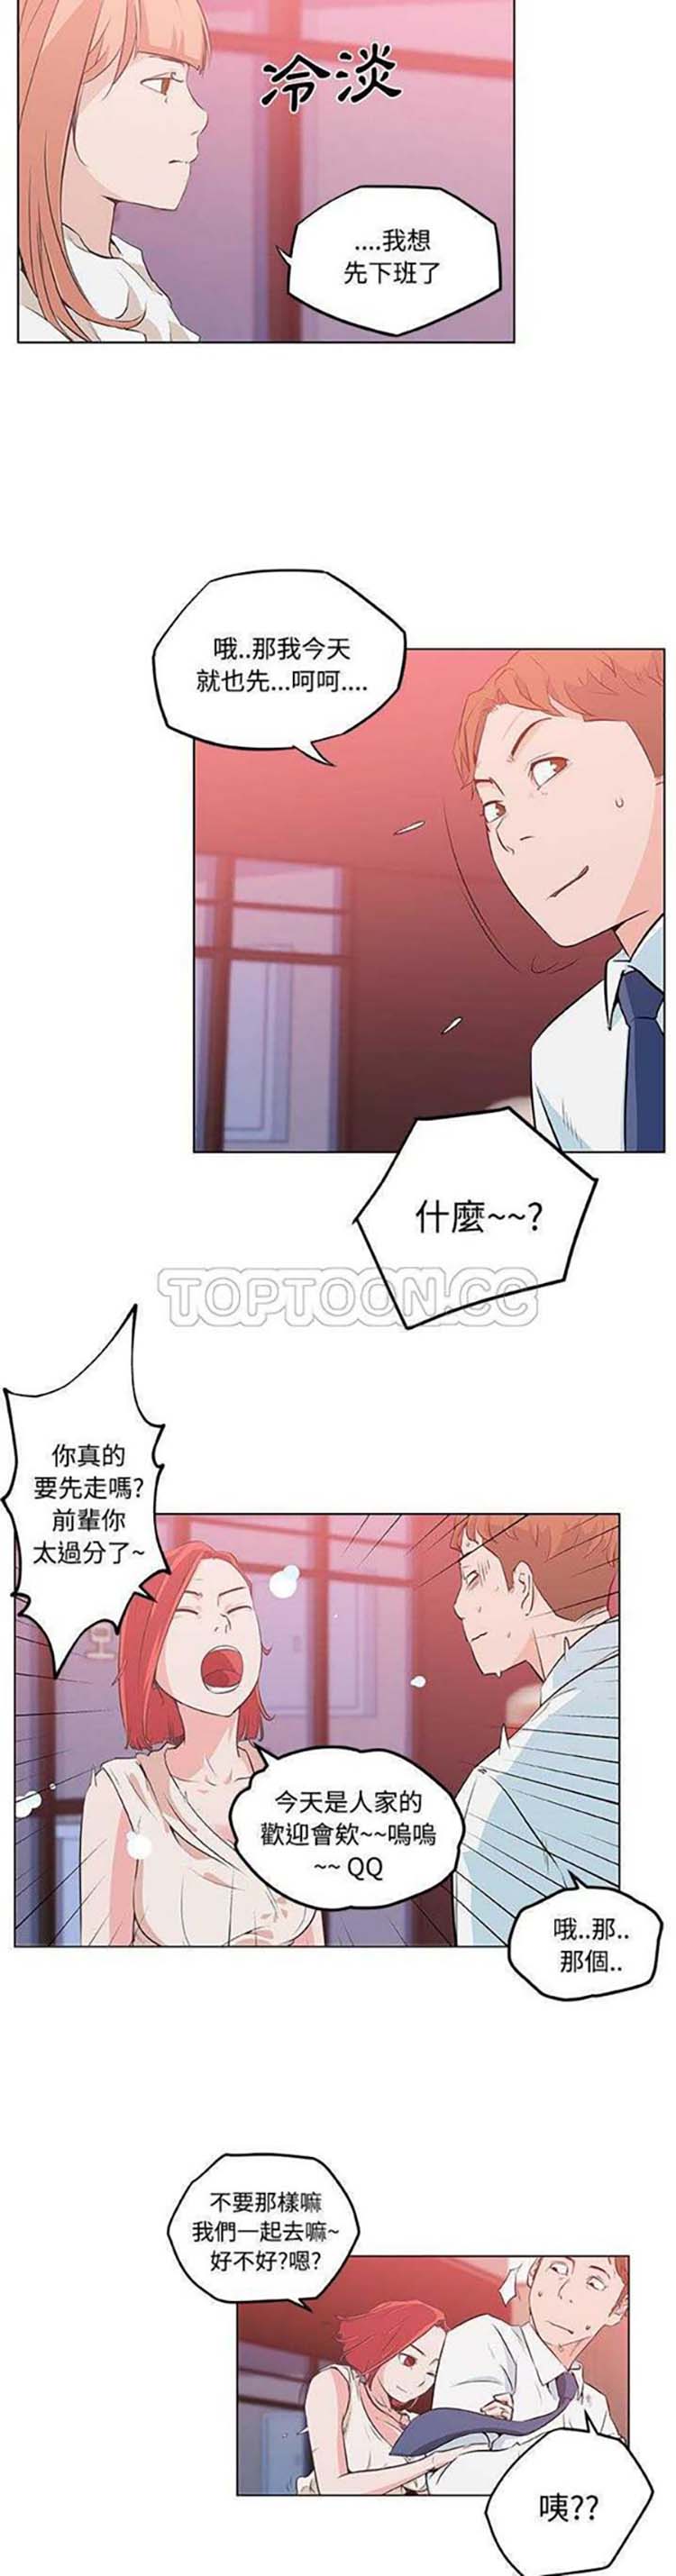 冷淡
....我想
先下班了
哦..那我今天
就也先...呵呵....
什麼~~?
TOPTOON.CC
你真的
要先走嗎?
前輩你
太過分了~
今天是人家的
歡迎會欸~~嗚嗚
~~ QQ
哦..那..
那個..
不要那樣嘛
我們一起去嘛~
好不好?嗯?
咦??